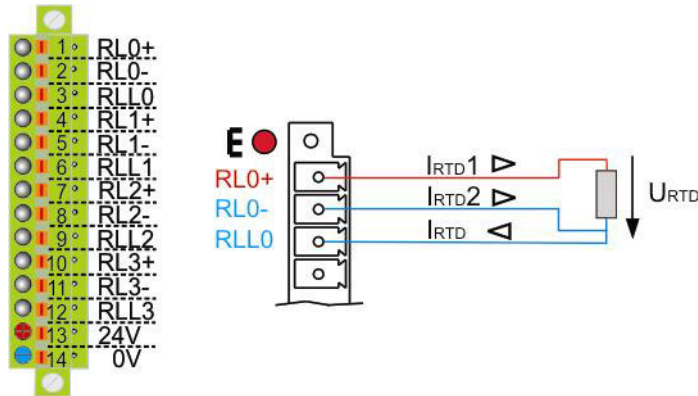 1 RL0+
2 RL0-
3 RLL0
4 RL1+
5 RL1-
6 RLL1
7 RL2+
8 RL2-
9 RLL2
10 RL3+
11 RL3-
12 RLL3
13 24V
14 0V
E
RL0+ IRTD1
RL0- IRTD2
RLL0 IRTD
URTD